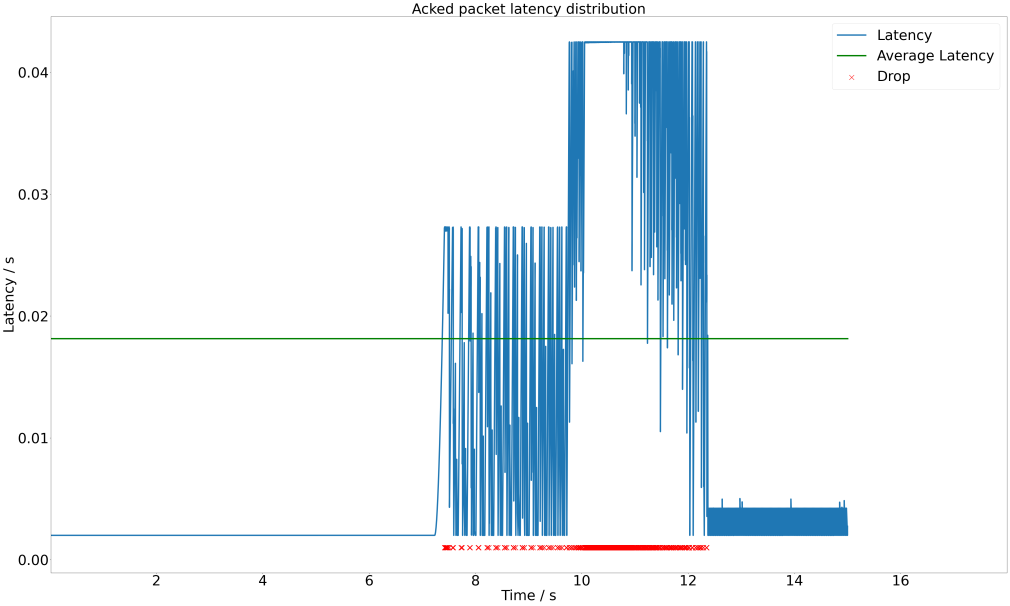 Acked packet latency distribution
Latency
Average Latency
Drop
Latency / s
0.04
0.03
0.02
0.01
0.00
2 4 6 8 10 12 14 16
Time / s